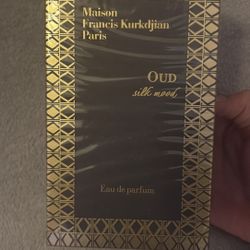 Maison
Francis Kurkdjian
Paris
OUD
silk mood
Eau de parfum